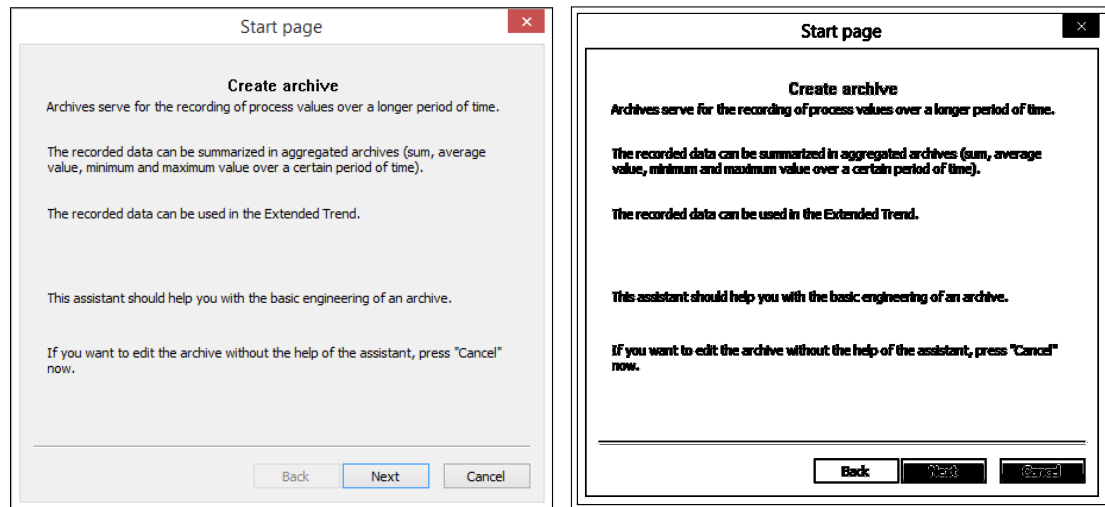 Start page
Create archive
Archives serve for the recording of process values over a longer period of time.
The recorded data can be summarized in aggregated archives (sum, average
value, minimum and maximum value over a certain period of time).
The recorded data can be used in the Extended Trend.
This assistant should help you with the basic engineering of an archive.
If you want to edit the archive without the help of the assistant, press "Cancel"
now.
Back Next Cancel
Start page
Create archive
Archives serve for the recording of process values over a longer period of time.
The recorded data can be summarized in aggregated archives (sum, average
value, minimum and maximum value over a certain period of time).
The recorded data can be used in the Extended Trend.
This assistant should help you with the basic engineering of an archive.
If you want to edit the archive without the help of the assistant, press "Cancel"
now.
Back Next Cancel